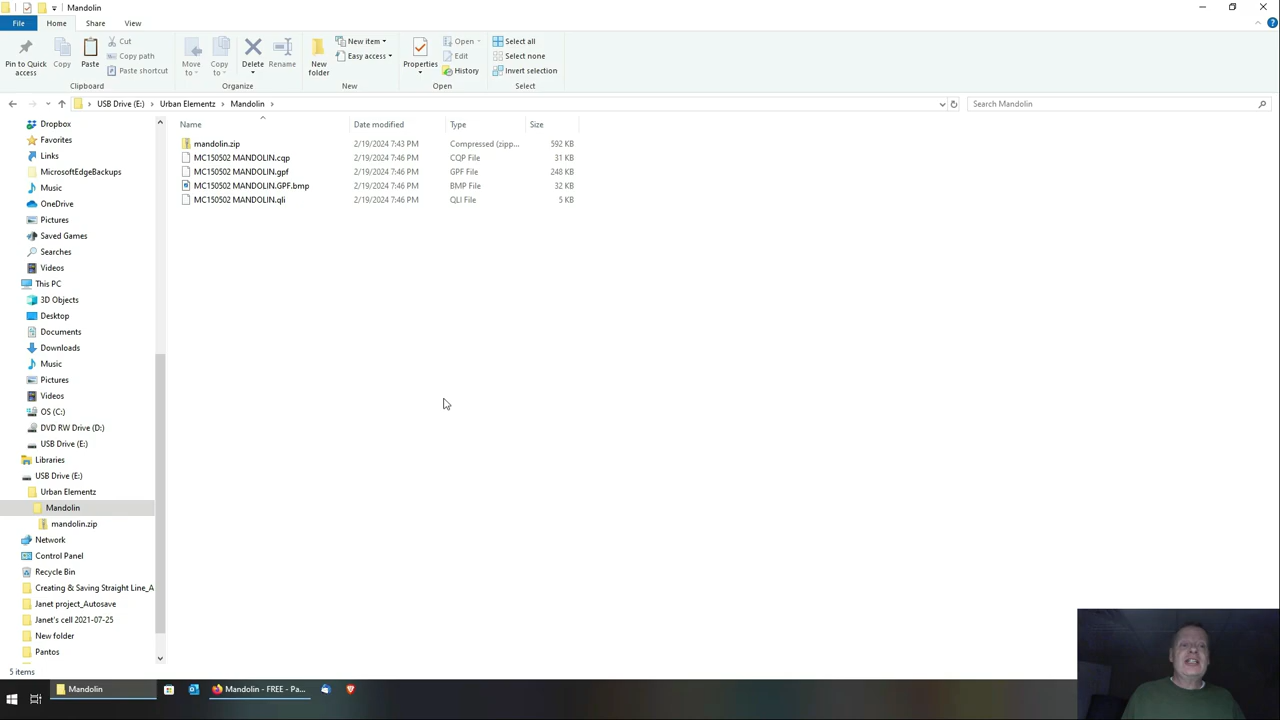 Mandolin
File
Home
Share
View
Pin to Quick access
Copy
Paste
Cut
Copy path
Paste shortcut
Clipboard
Move to
Copy to
Delete
Rename
Organize
New folder
New item
Easy access
New
Properties
Open
Edit
History
Open
Select all
Select none
Invert selection
Select
USB Drive (E:) > Urban Elementz > Mandolin >
Search Mandolin
Name Date modified Type Size
mandolin.zip 2/19/2024 7:43 PM Compressed (zipp... 592 KB
MC150502 MANDOLIN.cqp 2/19/2024 7:46 PM CQP File 31 KB
MC150502 MANDOLIN.gpf 2/19/2024 7:46 PM GPF File 248 KB
MC150502 MANDOLIN.GPF.bmp 2/19/2024 7:46 PM BMP File 32 KB
MC150502 MANDOLIN.qli 2/19/2024 7:46 PM QLI File 5 KB
Dropbox
Favorites
Links
MicrosoftEdgeBackups
Music
OneDrive
Pictures
Saved Games
Searches
Videos
This PC
3D Objects
Desktop
Documents
Downloads
Music
Pictures
Videos
OS (C:)
DVD RW Drive (D:)
USB Drive (E:)
Libraries
USB Drive (E:)
Urban Elementz
Mandolin
mandolin.zip
Network
Control Panel
Recycle Bin
Creating & Saving Straight Line_A
Janet project_Autosave
Janet's cell 2021-07-25
New folder
Pantos
5 items
Mandolin
Mandolin - FREE - Pa...